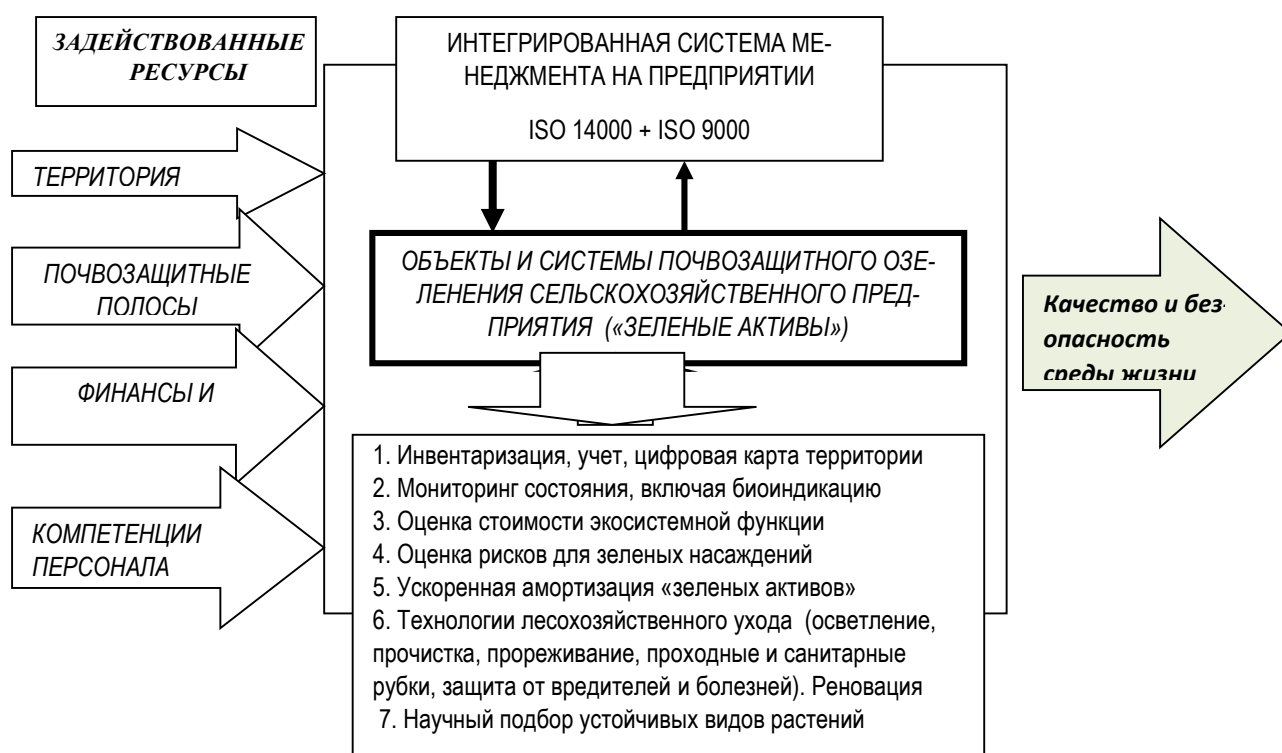 ЗАДЕЙСТВОВАННЫЕ
РЕСУРСЫ
ИНТЕГРИРОВАННАЯ СИСТЕМА МЕ-
НЕДЖМЕНТА НА ПРЕДПРИЯТИИ
ISO 14000 + ISO 9000
ТЕРРИТОРИЯ
ПОЧВОЗАЩИТНЫЕ
ПОЛОСЫ
ФИНАНСЫ И
КОМПЕТЕНЦИИ
ПЕРСОНАЛА
ОБЪЕКТЫ И СИСТЕМЫ ПОЧВОЗАЩИТНОГО ОЗЕ-
ЛЕНЕНИЯ СЕЛЬСКОХОЗЯЙСТВЕННОГО ПРЕД-
ПРИЯТИЯ («ЗЕЛЕНЫЕ АКТИВЫ»)
1. Инвентаризация, учет, цифровая карта территории
2. Мониторинг состояния, включая биоиндикацию
3. Оценка стоимости экосистемной функции
4. Оценка рисков для зеленых насаждений
5. Ускоренная амортизация «зеленых активов»
6. Технологии лесохозяйственного ухода (осветление,
прочистка, прореживание, проходные и санитарные
рубки, защита от вредителей и болезней). Реновация
7. Научный подбор устойчивых видов растений
Качество и без-
опасность
среды жизни